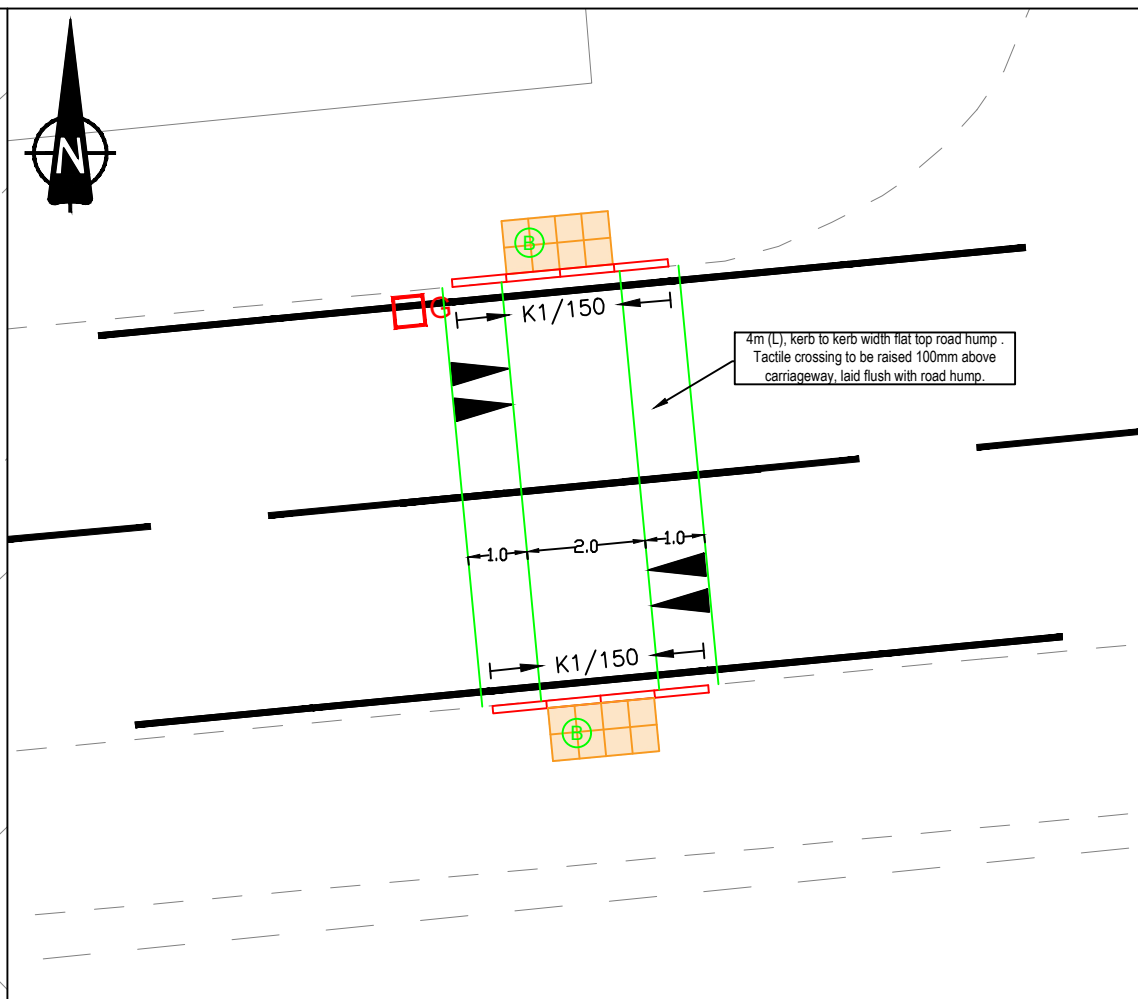 N
B
G
K1/150
4m (L), kerb to kerb width flat top road hump .
Tactile crossing to be raised 100mm above
carriageway, laid flush with road hump.
1.0
2.0
1.0
K1/150
B